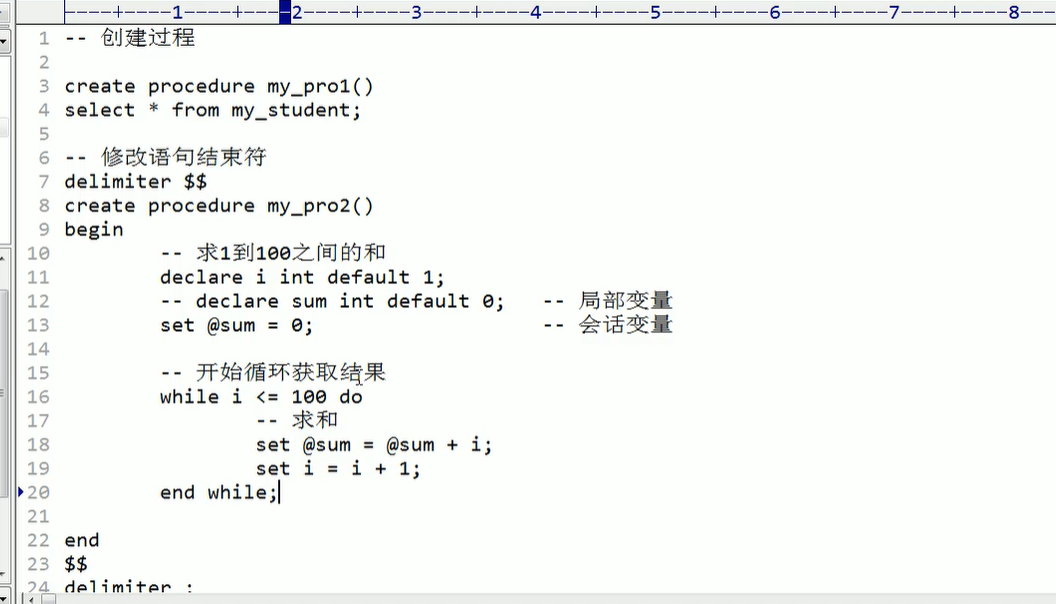 ----+----1----+----2----+----3----+----4----+----5----+----6----+----7----+----8----
1 -- 创建过程
2
3 create procedure my_pro1()
4 select * from my_student;
5
6 -- 修改语句结束符
7 delimiter $$
8 create procedure my_pro2()
9 begin
10 -- 求1到100之间的和
11 declare i int default 1;
12 -- declare sum int default 0; -- 局部变量
13 set @sum = 0; -- 会话变量
14
15 -- 开始循环获取结果
16 while i <= 100 do
17 -- 求和
18 set @sum = @sum + i;
19 set i = i + 1;
20 end while;
21
22 end
23 $$
24 delimiter ;